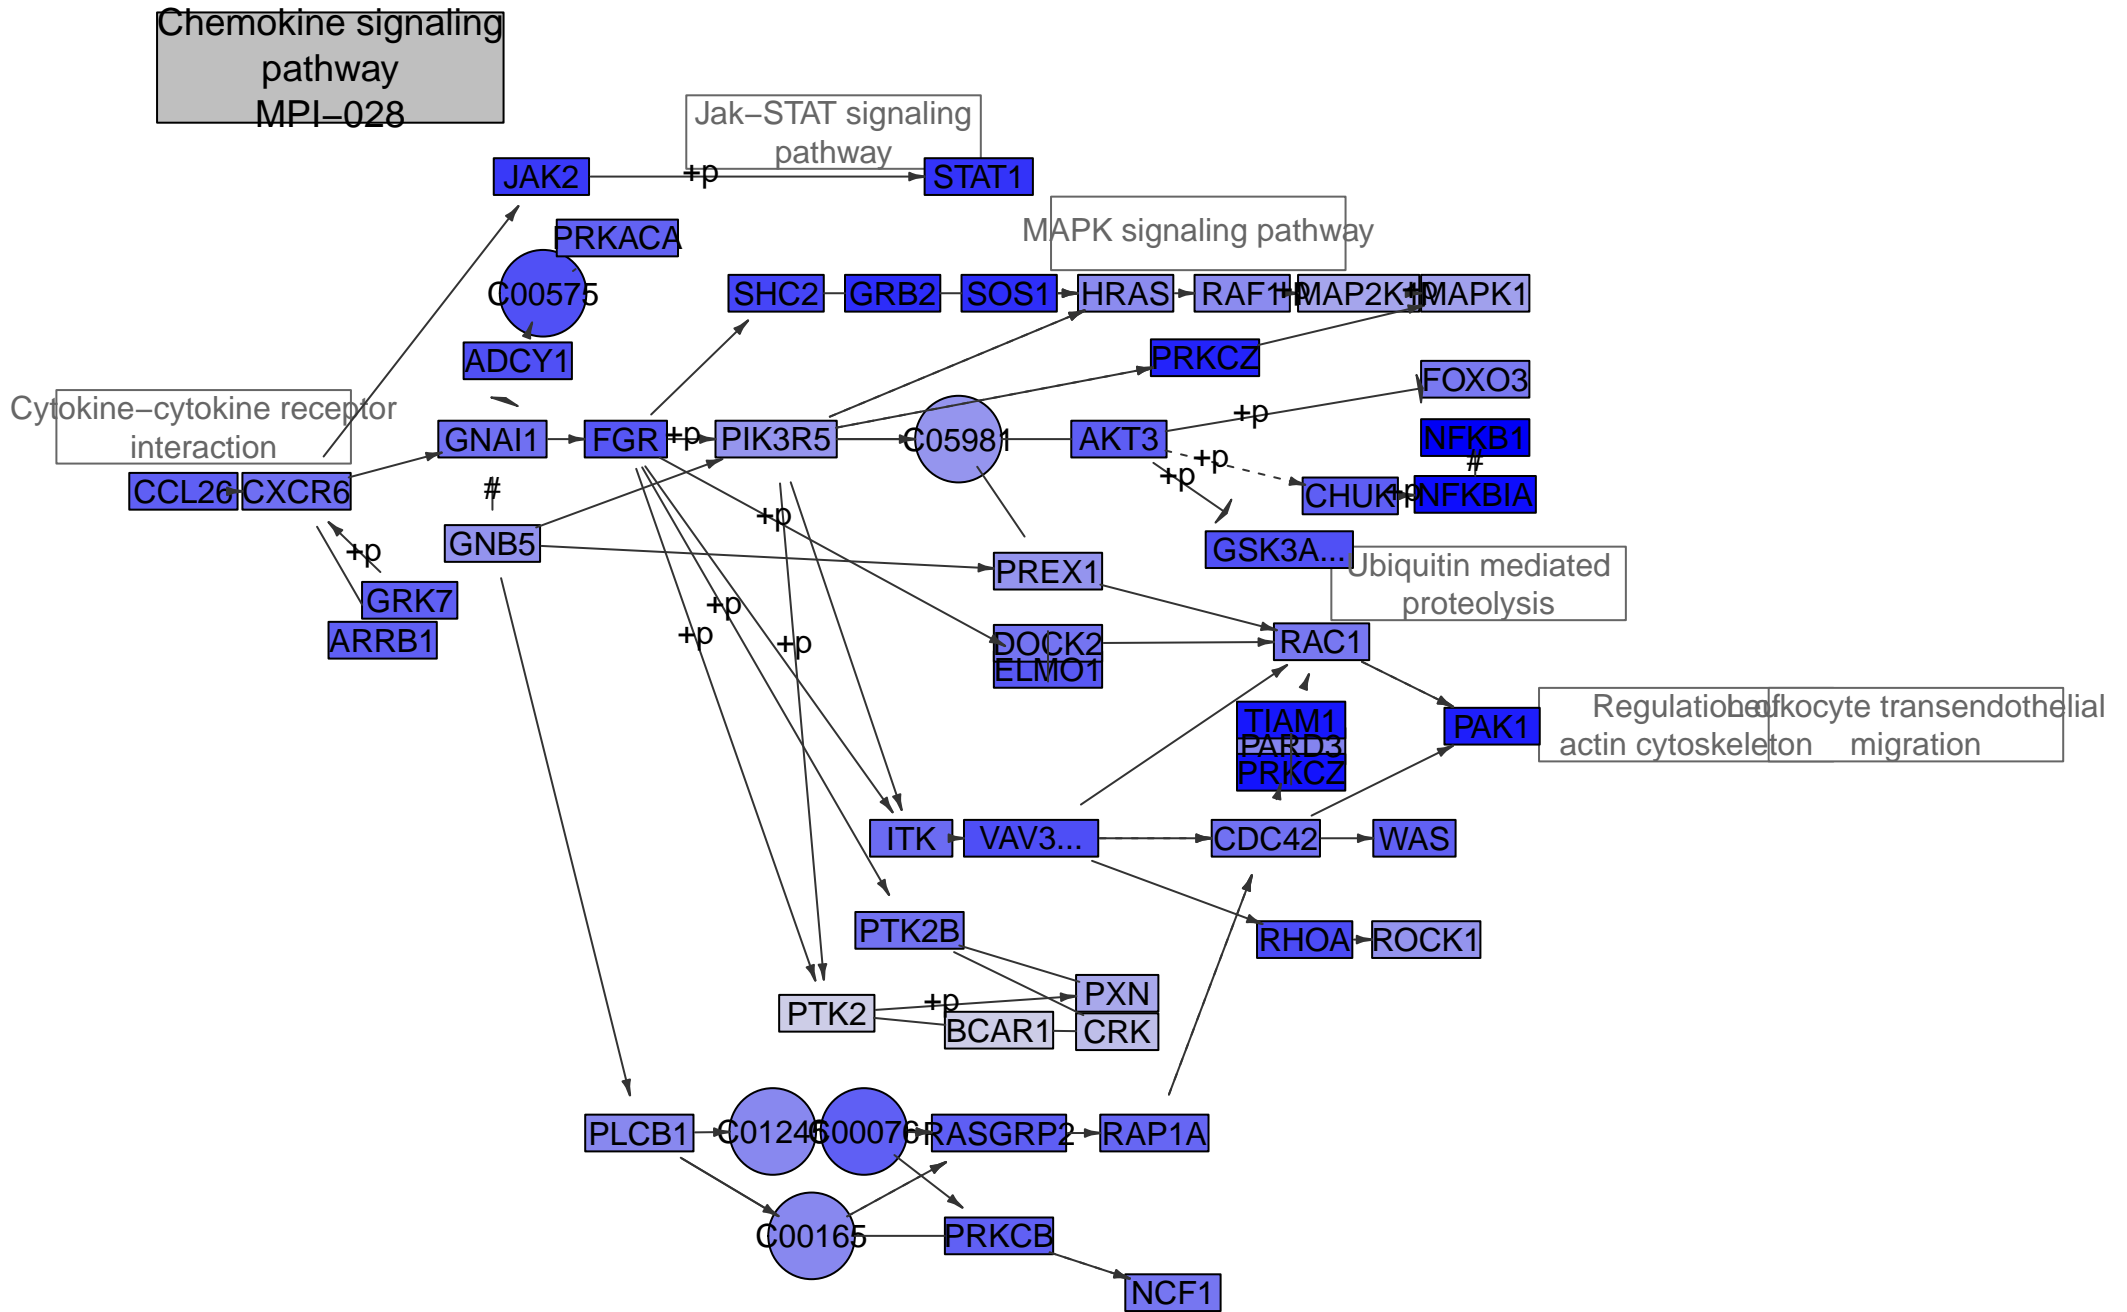 Chemokine signaling
pathway
MPI−028
Jak−STAT signaling
pathway
JAK2
+p
STAT1
PRKACA
MAPK signaling pathway
C00575
SHC2
GRB2
SOS1
HRAS
RAF1
+p
MAP2K1
+p
MAPK1
ADCY1
PRKCZ
FOXO3
Cytokine−cytokine receptor
interaction
+p
GNAI1
FGR
+p
PIK3R5
C05981
AKT3
NFKB1
+p
#
+p
CCL26
CXCR6
#
CHUK
+p
NFKBIA
+p
GNB5
+p
GSK3A...
PREX1
Ubiquitin mediated
proteolysis
GRK7
+p
ARRB1
+p
+p
DOCK2
RAC1
ELMO1
Regulation of
actin cytoskeleton
Leukocyte transendothelial
migration
TIAM1
PAK1
PARD3
PRKCZ
ITK
VAV3...
CDC42
WAS
PTK2B
RHOA
ROCK1
PXN
+p
PTK2
BCAR1
CRK
PLCB1
C01245
C00076
RASGRP2
RAP1A
C00165
PRKCB
NCF1